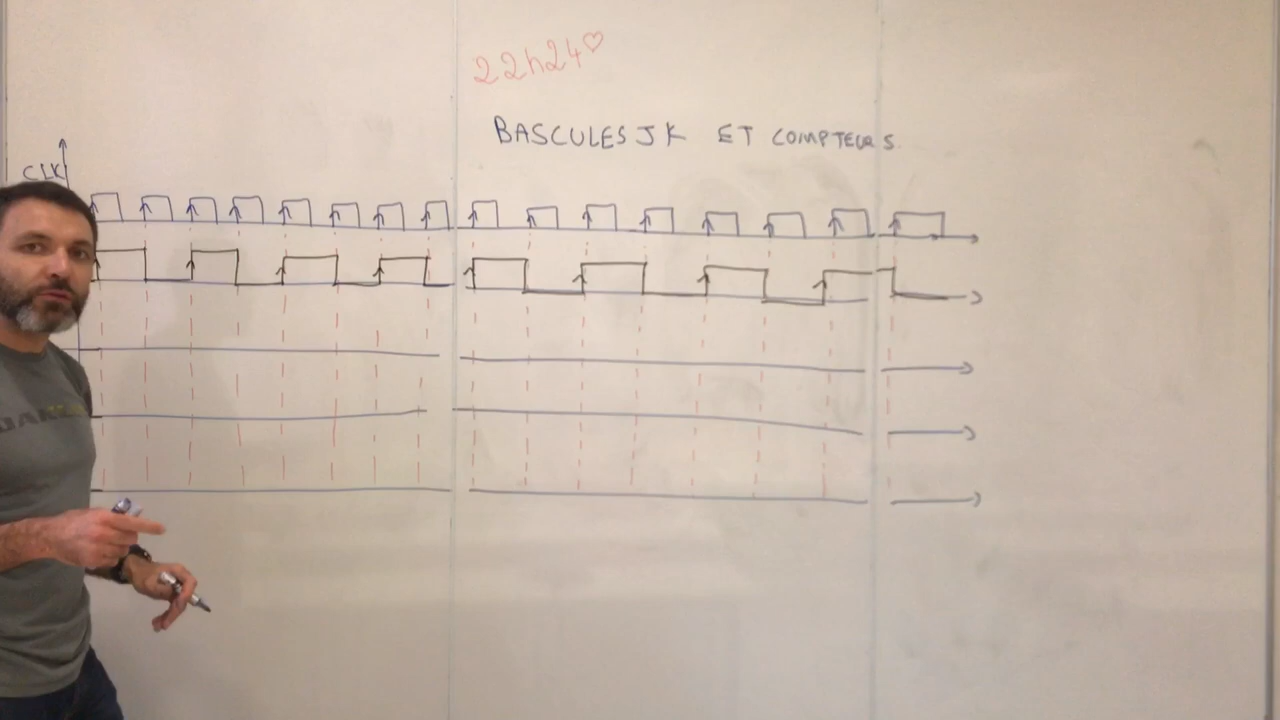 22h24♡
BASCULES JK ET COMPTEURS
CLK